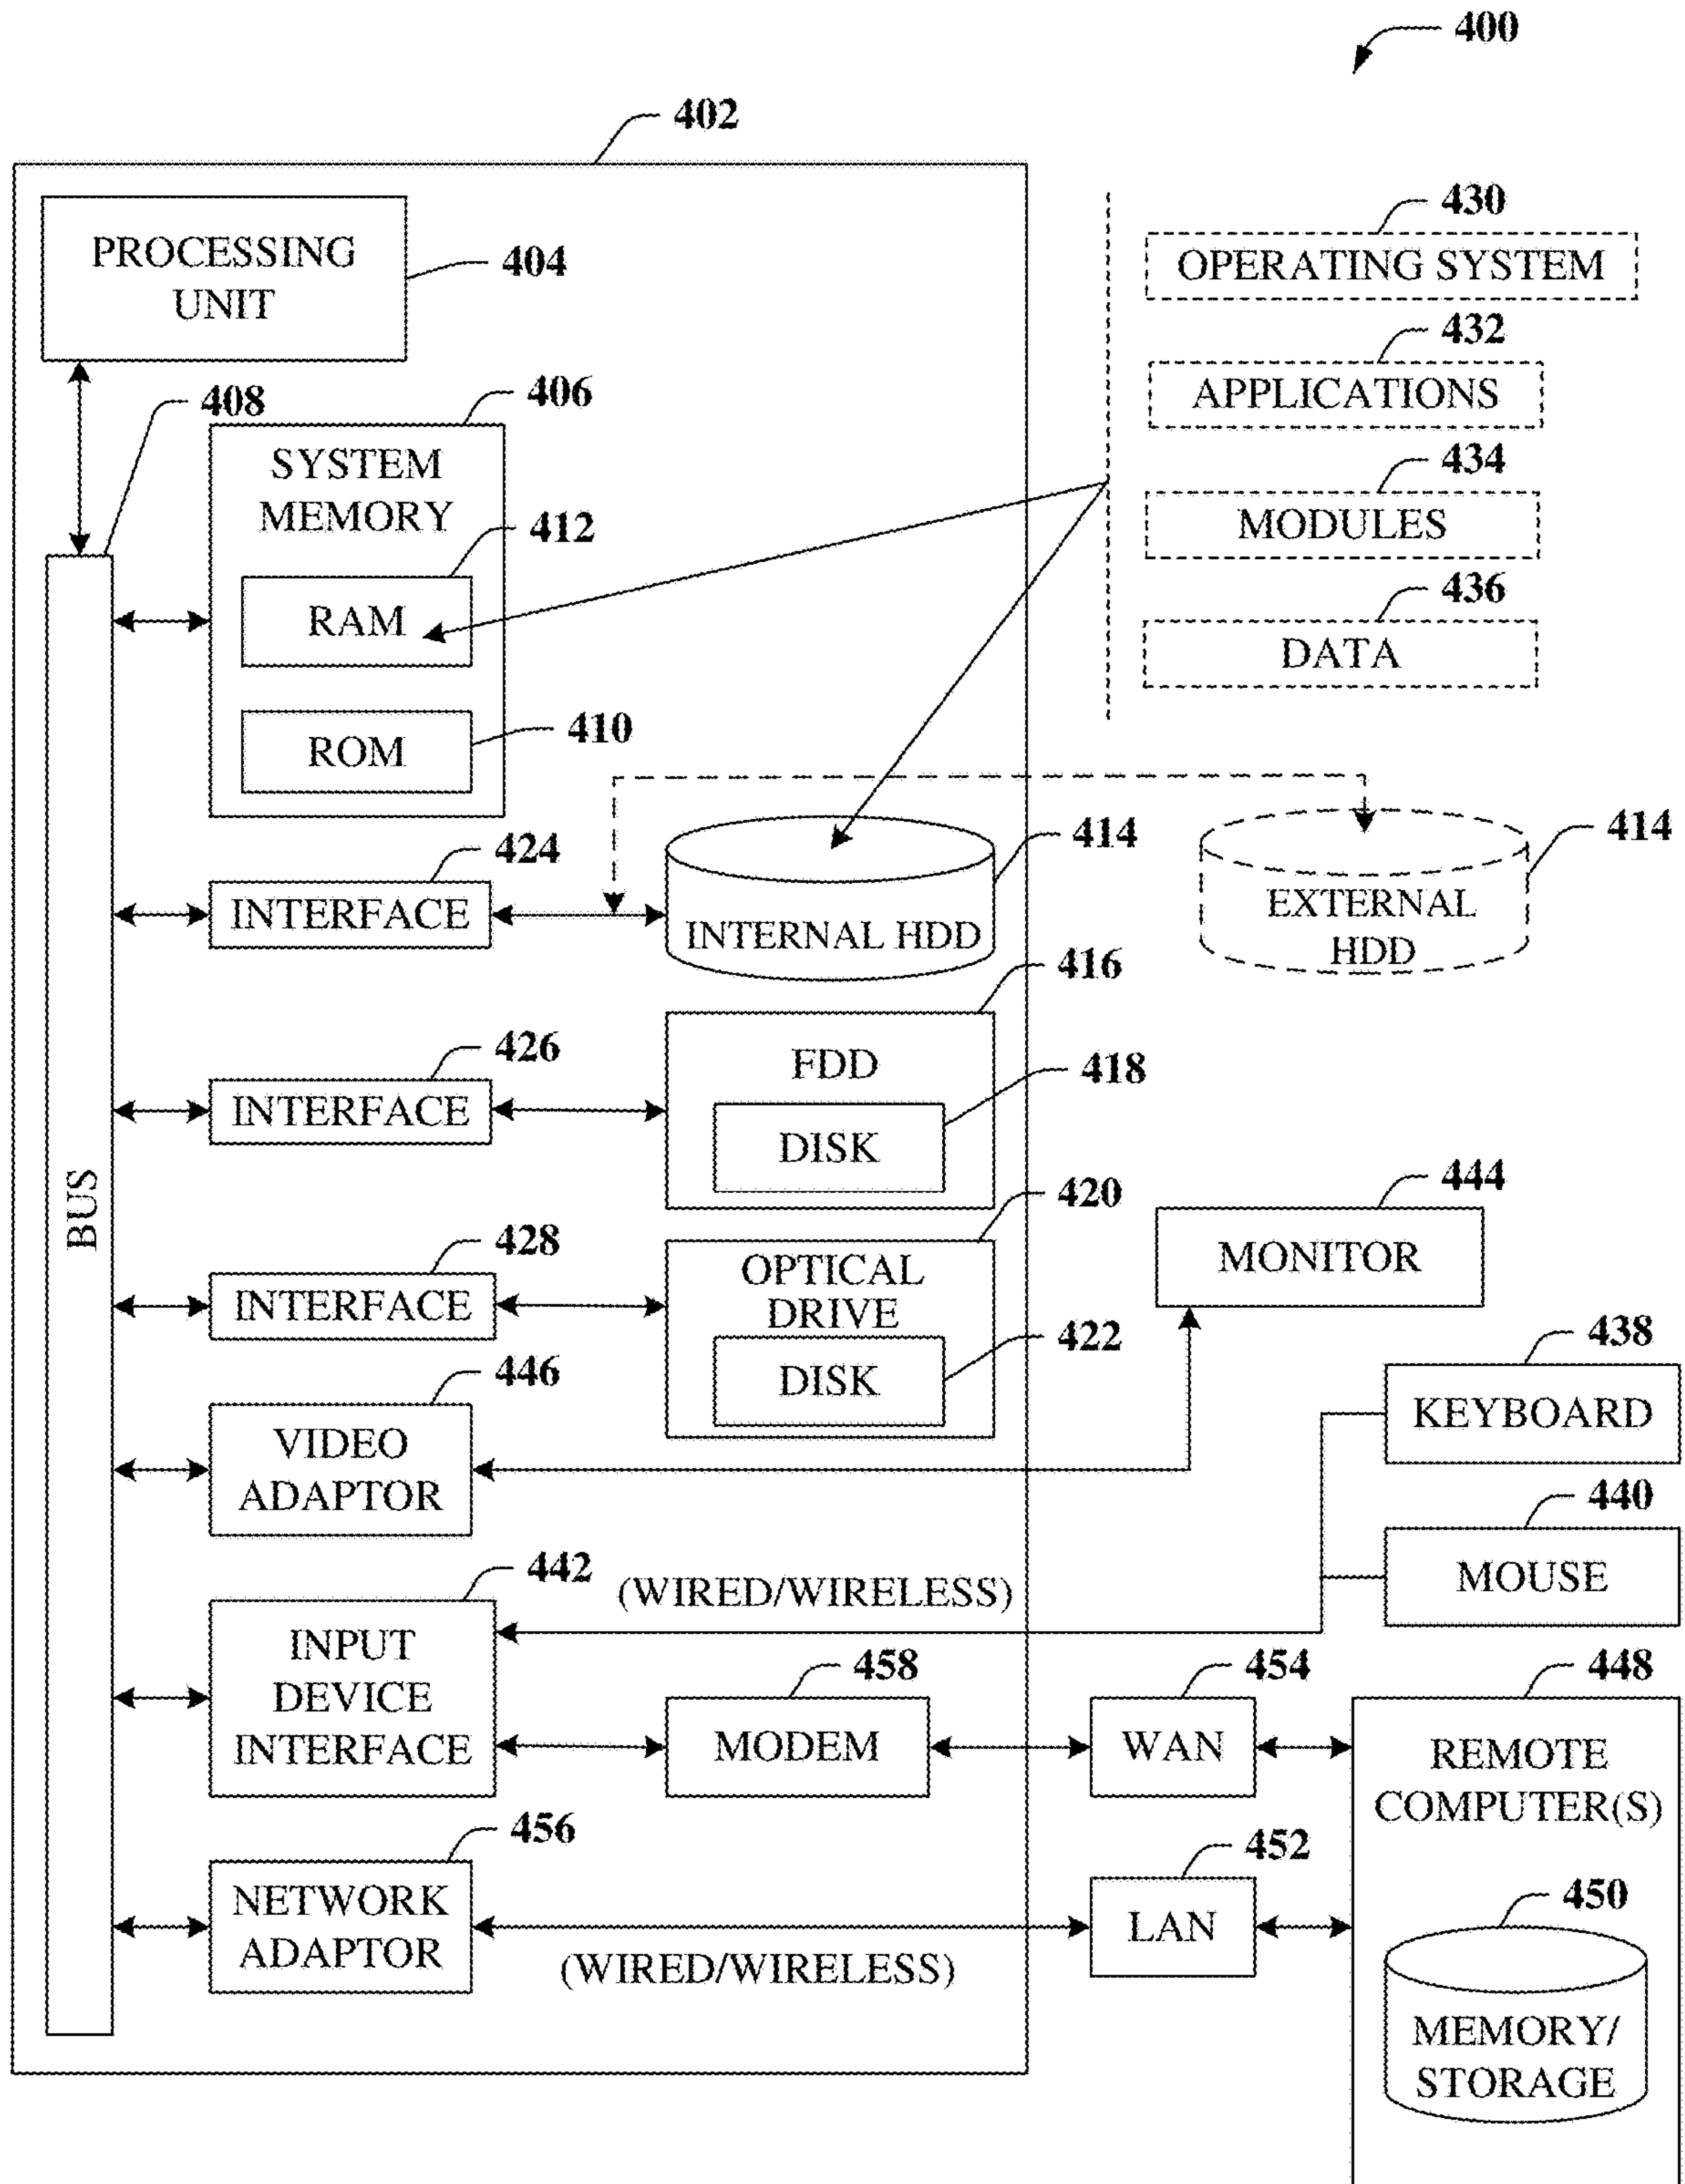 400
402
PROCESSING
UNIT
404
430
OPERATING SYSTEM
432
APPLICATIONS
434
MODULES
436
DATA
408
406
SYSTEM
MEMORY
412
RAM
410
ROM
424
INTERFACE
414
INTERNAL HDD
414
EXTERNAL
HDD
426
INTERFACE
416
FDD
418
DISK
BUS
428
INTERFACE
420
OPTICAL
DRIVE
422
DISK
444
MONITOR
446
VIDEO
ADAPTOR
438
KEYBOARD
440
MOUSE
442
INPUT
DEVICE
INTERFACE
(WIRED/WIRELESS)
458
MODEM
454
WAN
448
REMOTE
COMPUTER(S)
456
NETWORK
ADAPTOR
(WIRED/WIRELESS)
452
LAN
450
MEMORY/
STORAGE